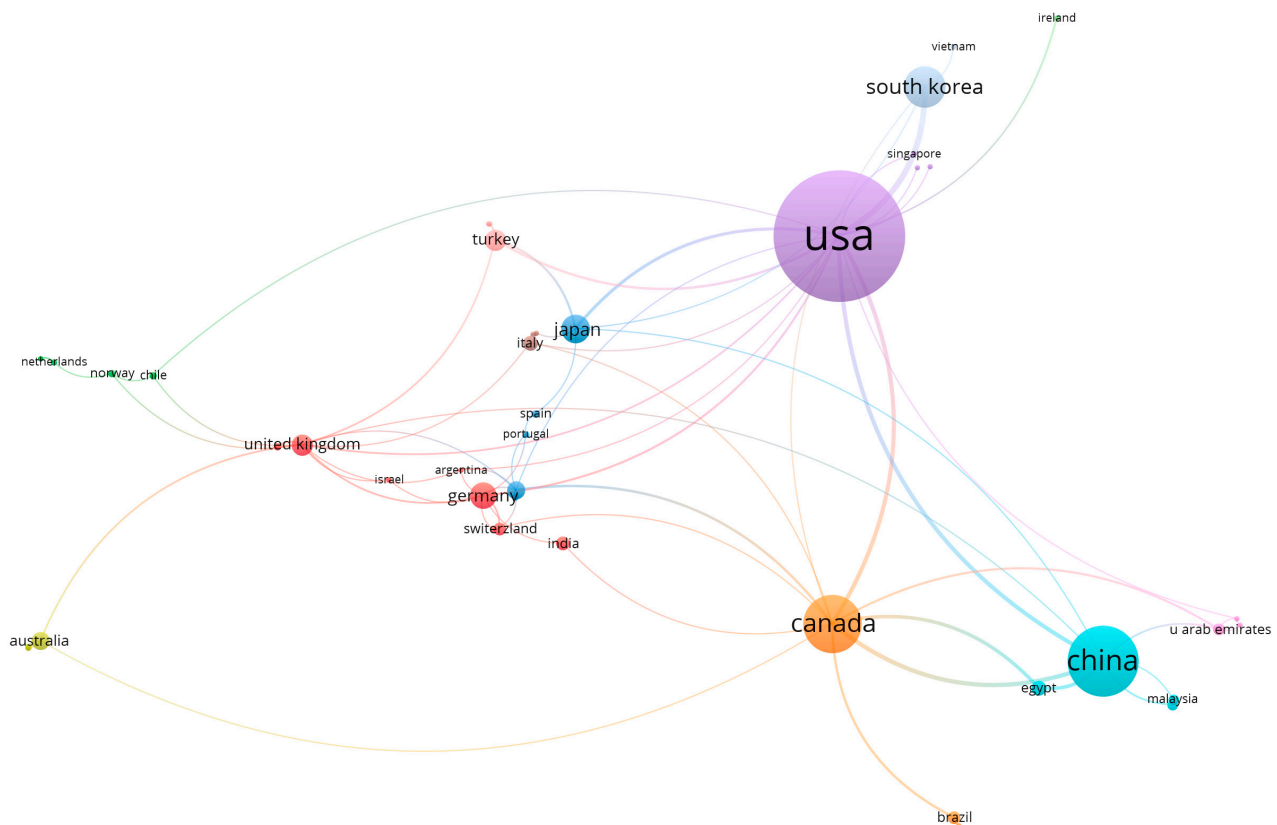 ireland
vietnam
south korea
singapore
usa
turkey
japan
italy
netherlands
norway
chile
spain
portugal
united kingdom
argentina
israel
germany
switerzland
india
canada
australia
u arab emirates
china
egypt
malaysia
brazil